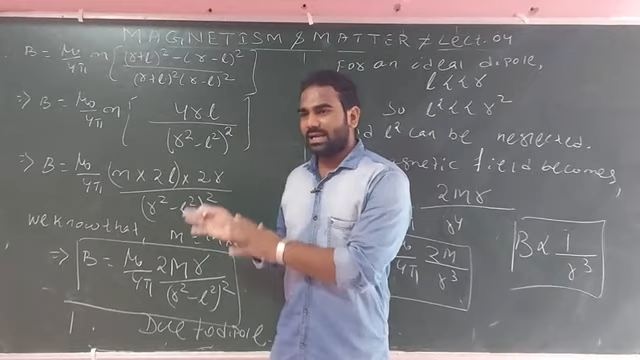 MAGNETISM & MATTER Lect. 04
B = μ₀/4π m [(r+l)² - (r-l)² / (r+l)² (r-l)²]
⇒ B = μ₀/4π m [4rl / (r²-l²)²]
⇒ B = μ₀/4π (m × 2l) × 2r / (r²-l²)²
we know that,
⇒ B = μ₀/4π 2Mr / (r²-l²)²
1. Due to dipole.
For an ideal dipole,
l << r
So l² << r²
l² can be neglected.
magnetic field becomes,
2Mr / r⁴
μ₀/4π 2M / r³
B ∝ 1 / r³